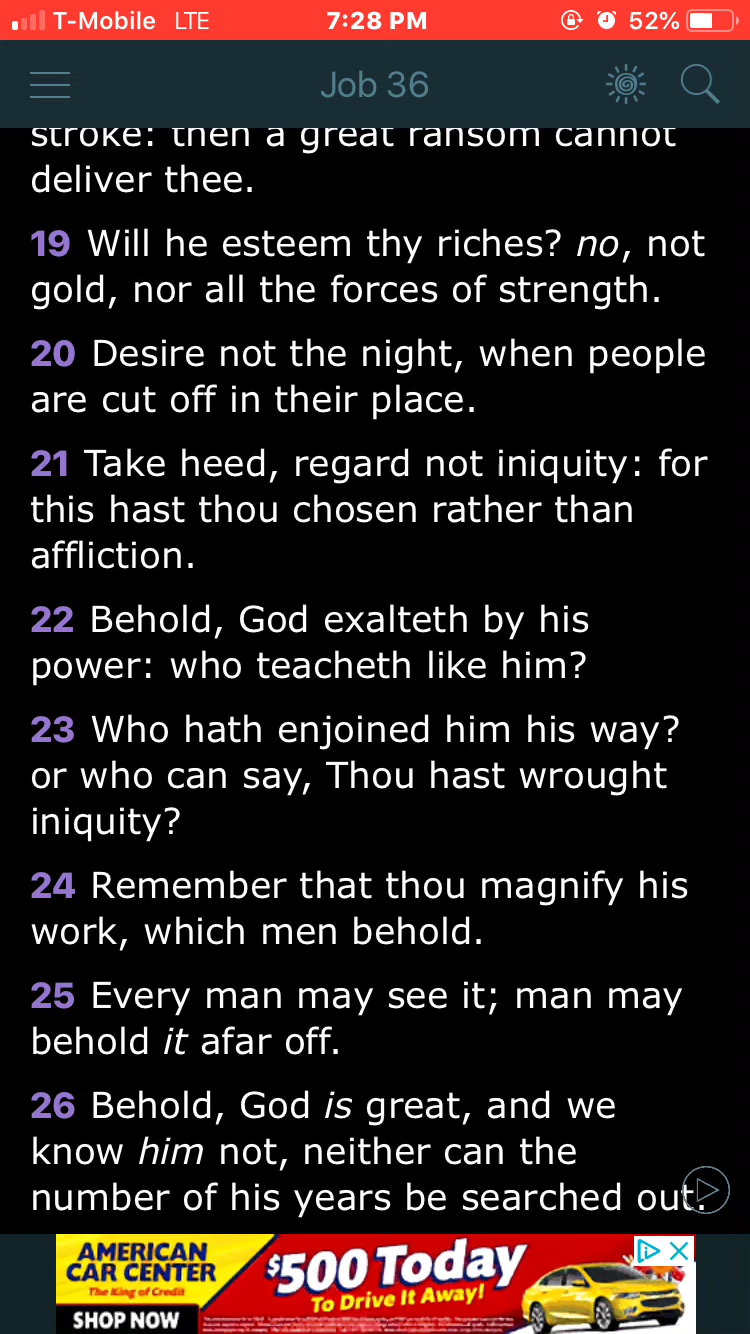 T-Mobile LTE 7:28 PM 52%
Job 36
stroke: then a great ransom cannot
deliver thee.
19 Will he esteem thy riches? no, not
gold, nor all the forces of strength.
20 Desire not the night, when people
are cut off in their place.
21 Take heed, regard not iniquity: for
this hast thou chosen rather than
affliction.
22 Behold, God exalteth by his
power: who teacheth like him?
23 Who hath enjoined him his way?
or who can say, Thou hast wrought
iniquity?
24 Remember that thou magnify his
work, which men behold.
25 Every man may see it; man may
behold it afar off.
26 Behold, God is great, and we
know him not, neither can the
number of his years be searched out.
AMERICAN
CAR CENTER
The King of Credit
SHOP NOW
$500 Today
To Drive It Away!